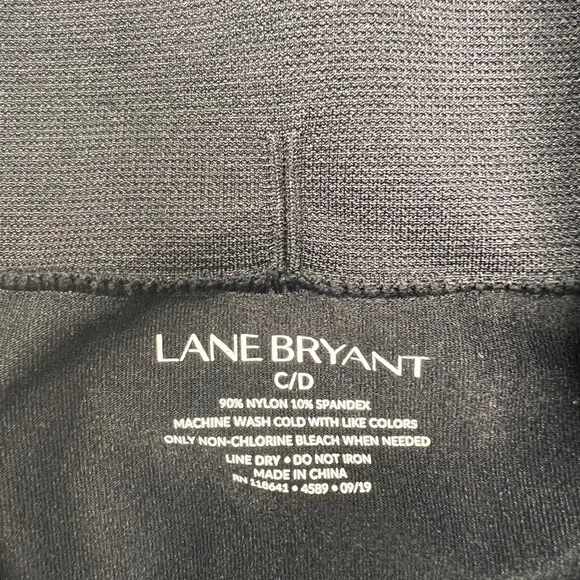 LANE BRYANT
C/D
90% NYLON 10% SPANDEX
MACHINE WASH COLD WITH LIKE COLORS
ONLY NON-CHLORINE BLEACH WHEN NEEDED
LINE DRY • DO NOT IRON
MADE IN CHINA
RN 118641 • 4589 • 09/19